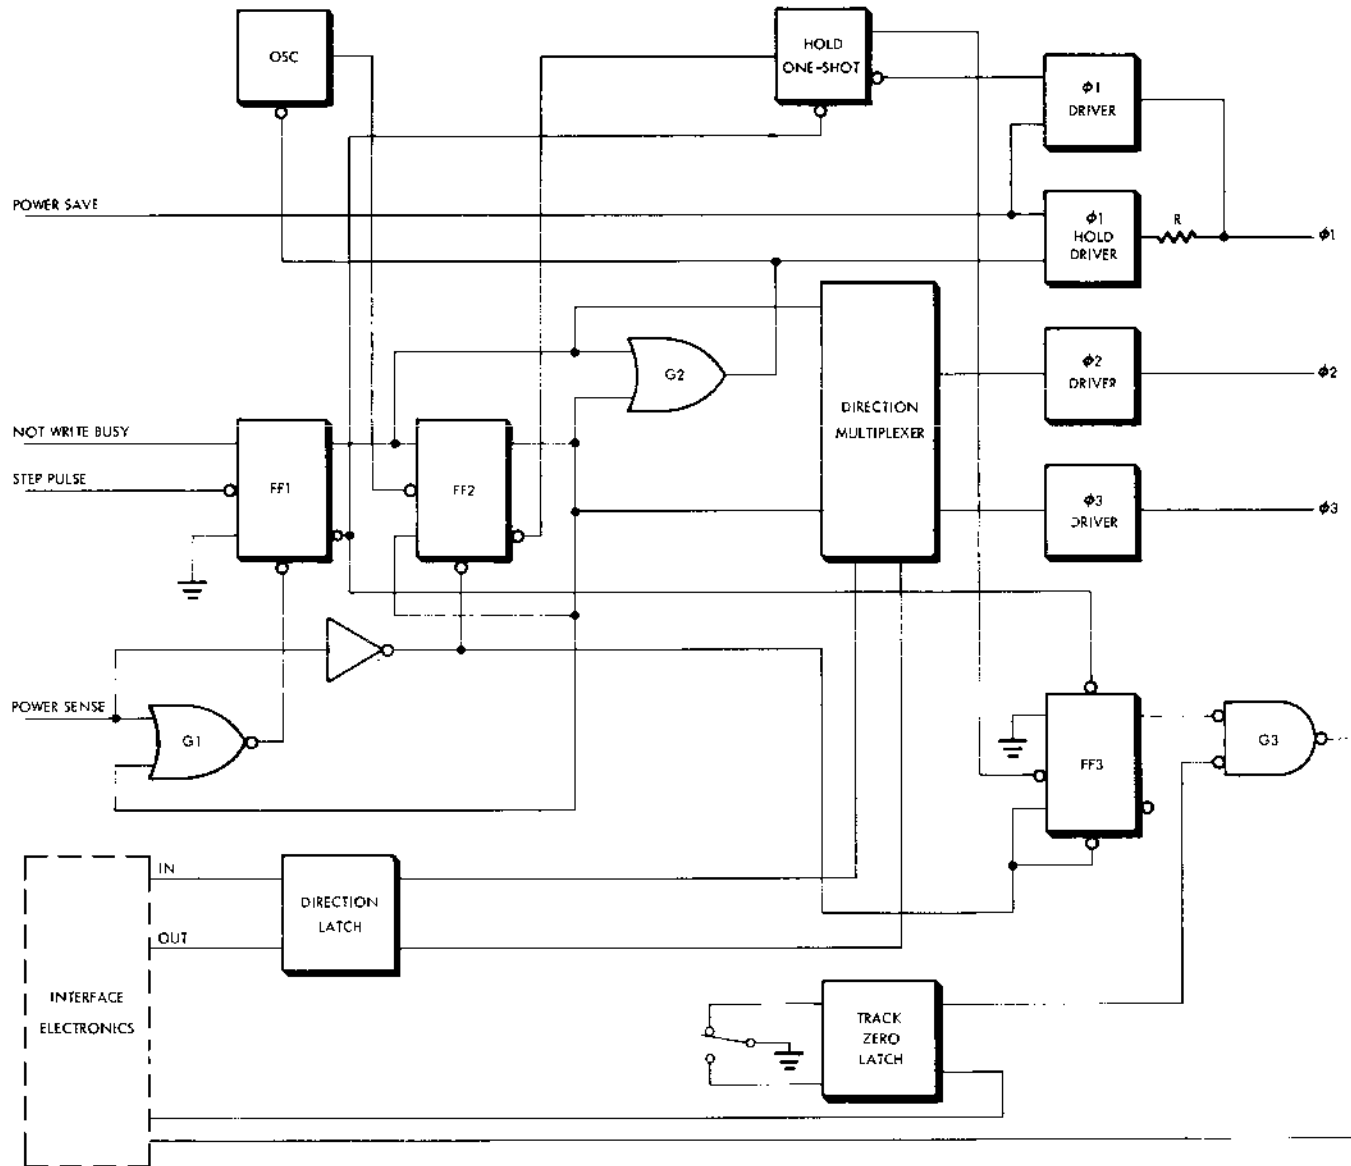 OSC
HOLD
ONE-SHOT
φ1
DRIVER
POWER SAVE
φ1
HOLD
DRIVER
R
φ1
G2
DIRECTION
MULTIPLEXER
φ2
DRIVER
φ2
NOT WRITE BUSY
STEP PULSE
FF1
FF2
φ3
DRIVER
φ3
POWER SENSE
G1
FF3
G3
IN
OUT
DIRECTION
LATCH
INTERFACE
ELECTRONICS
TRACK
ZERO
LATCH